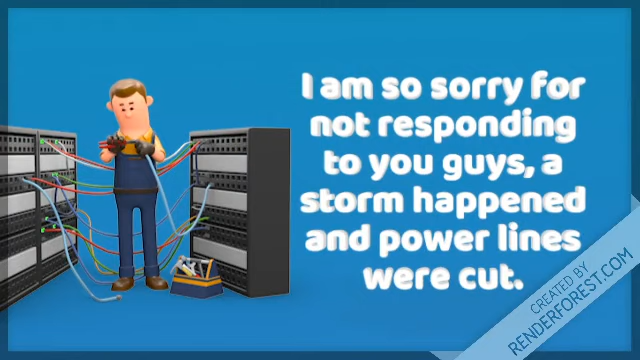 I am so sorry for
not responding
to you guys, a
storm happened
and power lines
were cut.
CREATED BY
RENDERFOREST.COM